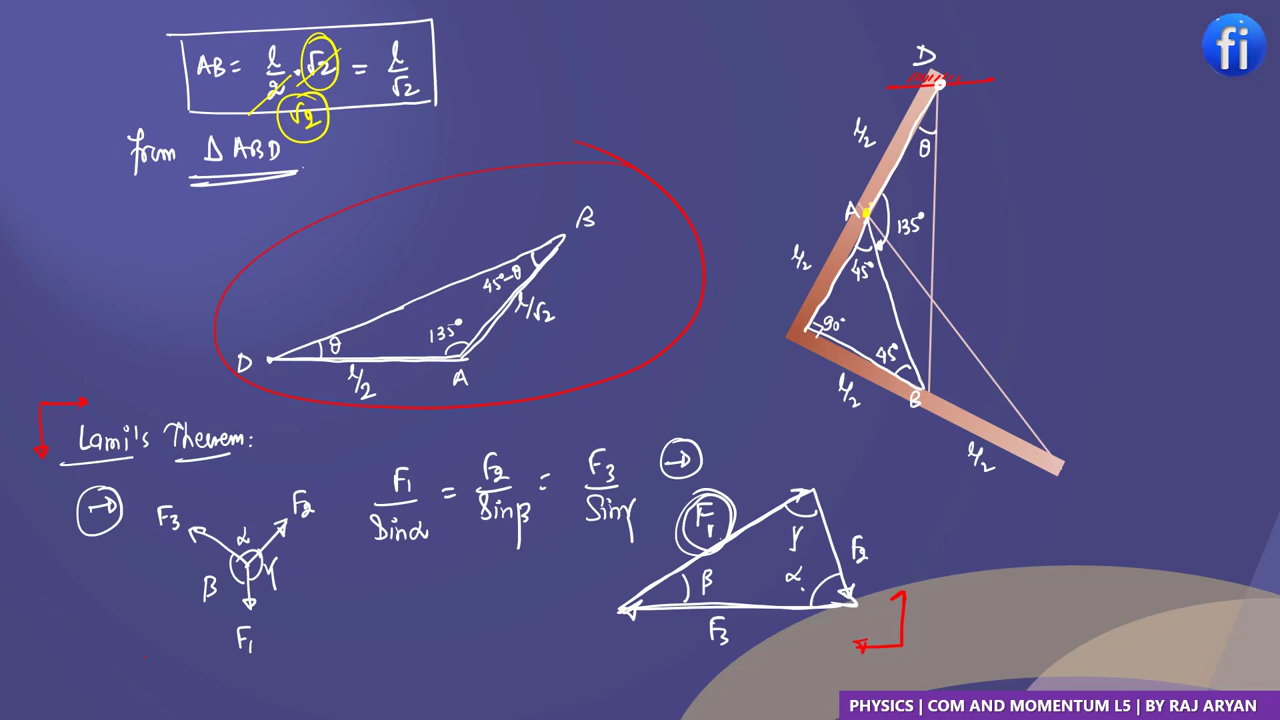 AB = l/2 · √2 = l/√2
√2
from Δ ABD
B
45°-θ
l/√2
135°
θ
D
l/2
A
D
l/2
θ
A
135°
l/2
45°
90°
45°
l/2
B
l/2
Lami's Theorem:
F₃
F₂
α
β
γ
F₁
F₁/Sinα = F₂/Sinβ = F₃/Sinγ
F₁
γ
F₂
β
α
F₃
fi
PHYSICS | COM AND MOMENTUM L5 | BY RAJ ARYAN